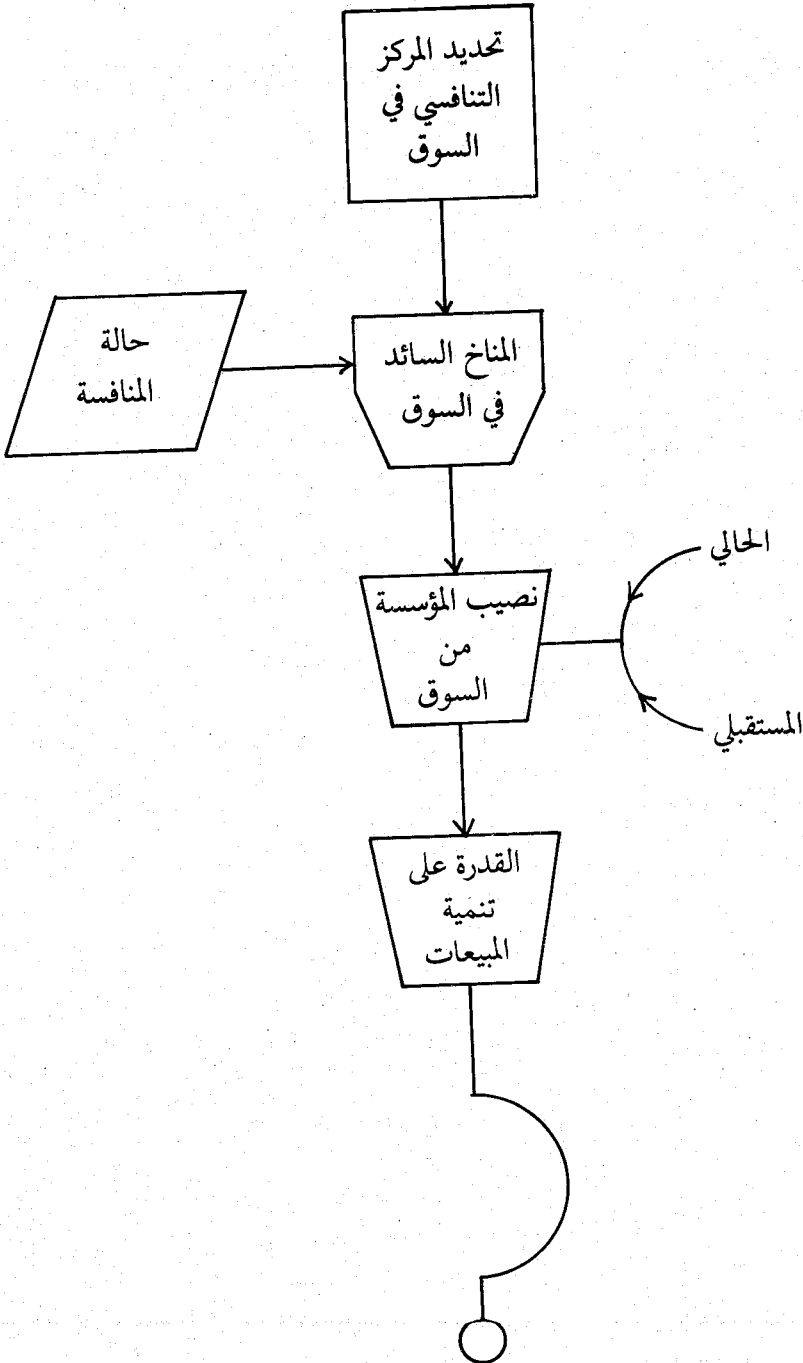 تحديد المركز
التنافسي في
السوق
حالة
المنافسة
المناخ السائد
في السوق
نصيب المؤسسة
من
السوق
الحالي
المستقبلي
القدرة على
تنمية
المبيعات